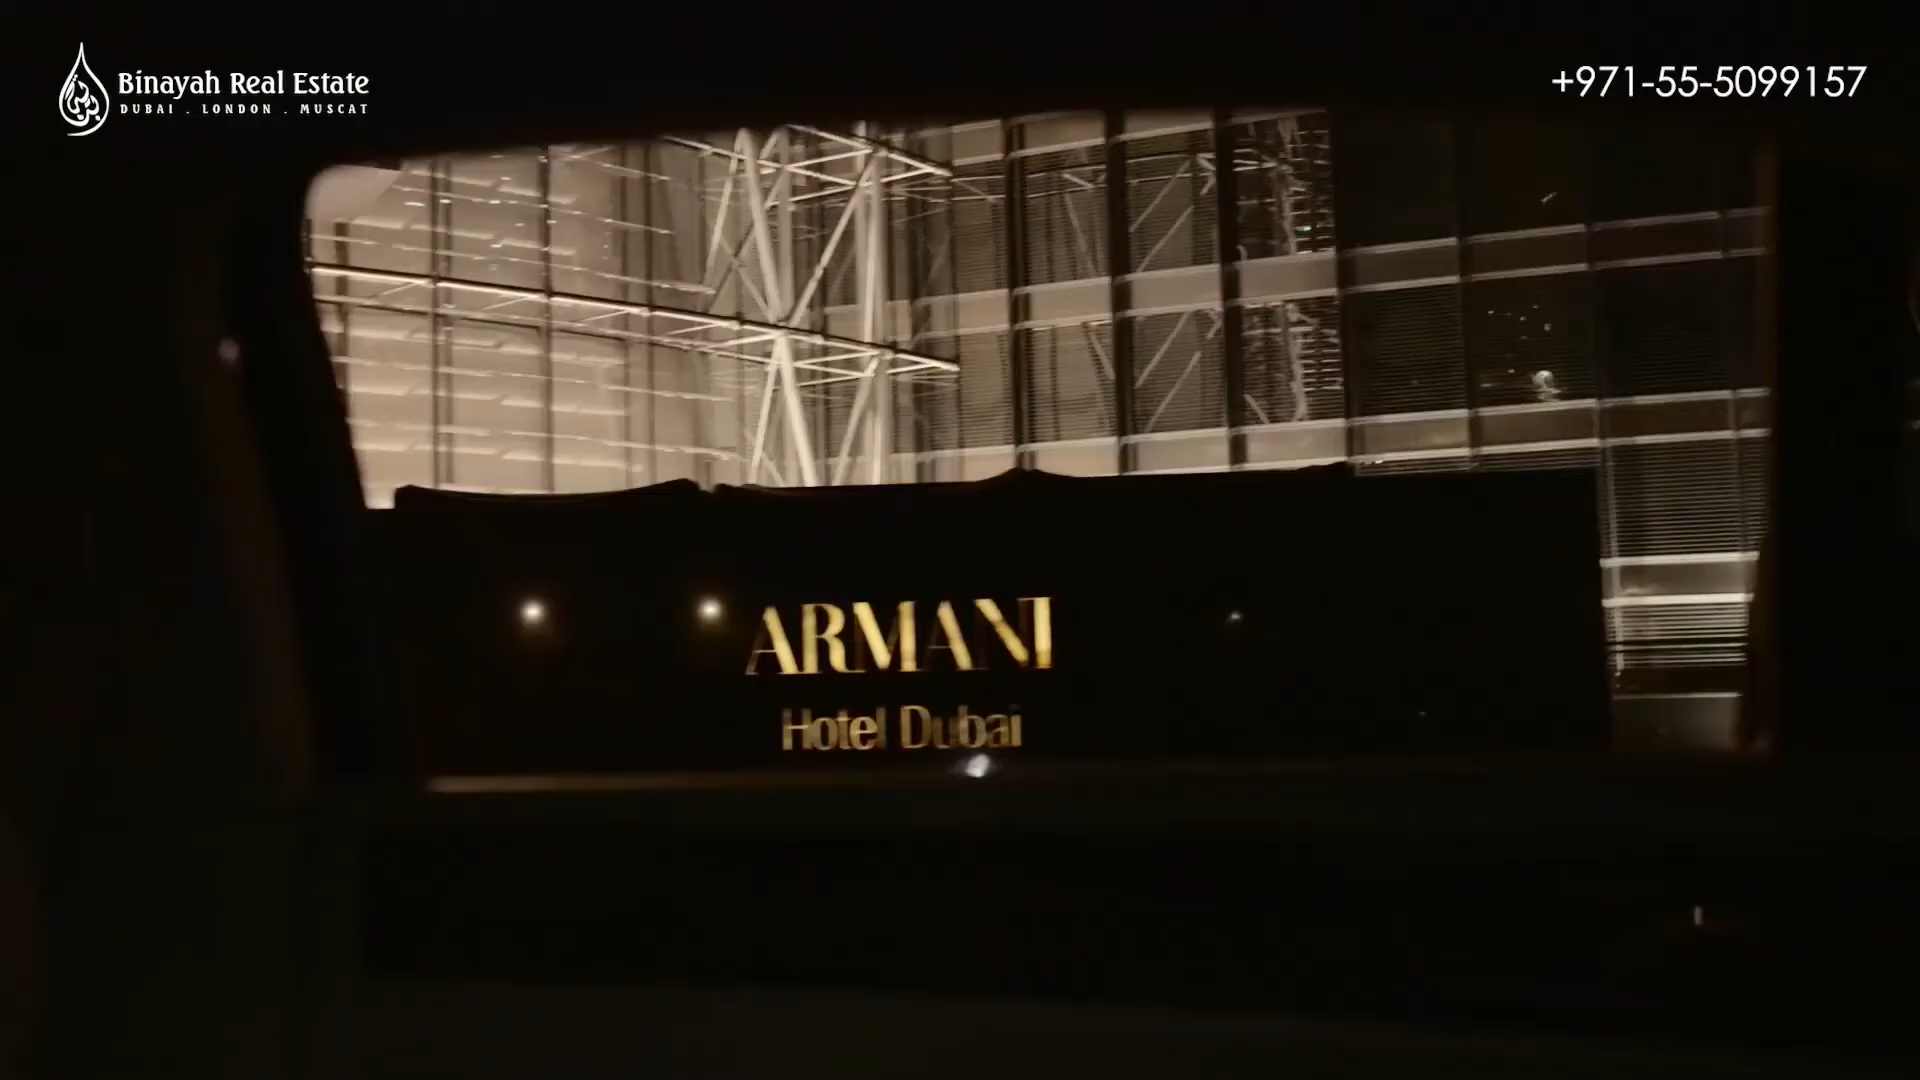 Binayah Real Estate
DUBAI . LONDON . MUSCAT
+971-55-5099157
ARMANI
Hotel Dubai